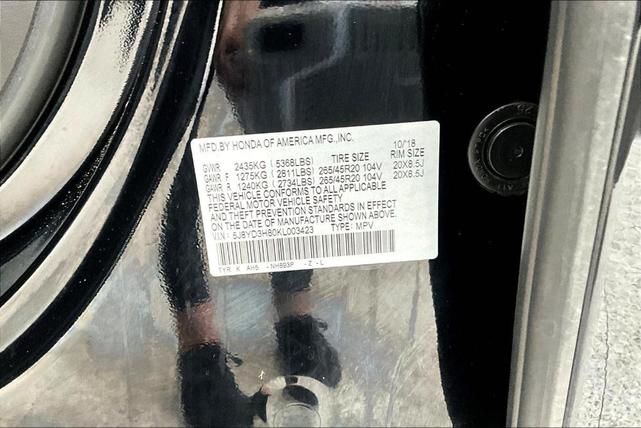 MFD.BY HONDA OF AMERICA MFG.,INC. 10/18
GVWR 2435KG (5368LBS) TIRE SIZE RIM SIZE
GAWR F 1275KG (2811LBS) 265/45R20 104V 20X8.5J
GAWR R 1240KG (2734LBS) 265/45R20 104V 20X8.5J
THIS VEHICLE CONFORMS TO ALL APPLICABLE
FEDERAL MOTOR VEHICLE SAFETY
AND THEFT PREVENTION STANDARDS IN EFFECT
ON THE DATE OF MANUFACTURE SHOWN ABOVE.
V.I.N.: 5J8YD3H80KL003423 TYPE: MPV
TYR K AH5 -NH893P -Z -L